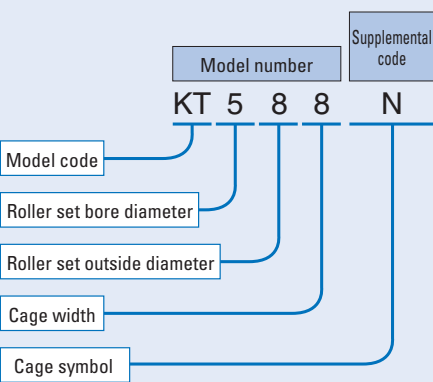 Supplemental
code
Model number
KT 5 8 8 N
Model code
Roller set bore diameter
Roller set outside diameter
Cage width
Cage symbol